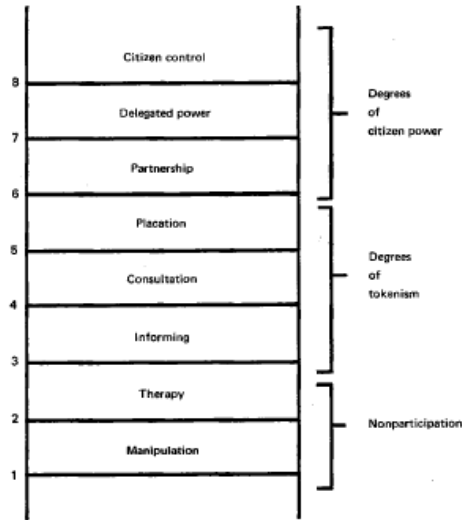 Citizen control
8
Delegated power
7
Partnership
6
Placation
5
Consultation
4
Informing
3
Therapy
2
Manipulation
1
Degrees
of
citizen power
Degrees
of
tokenism
Nonparticipation